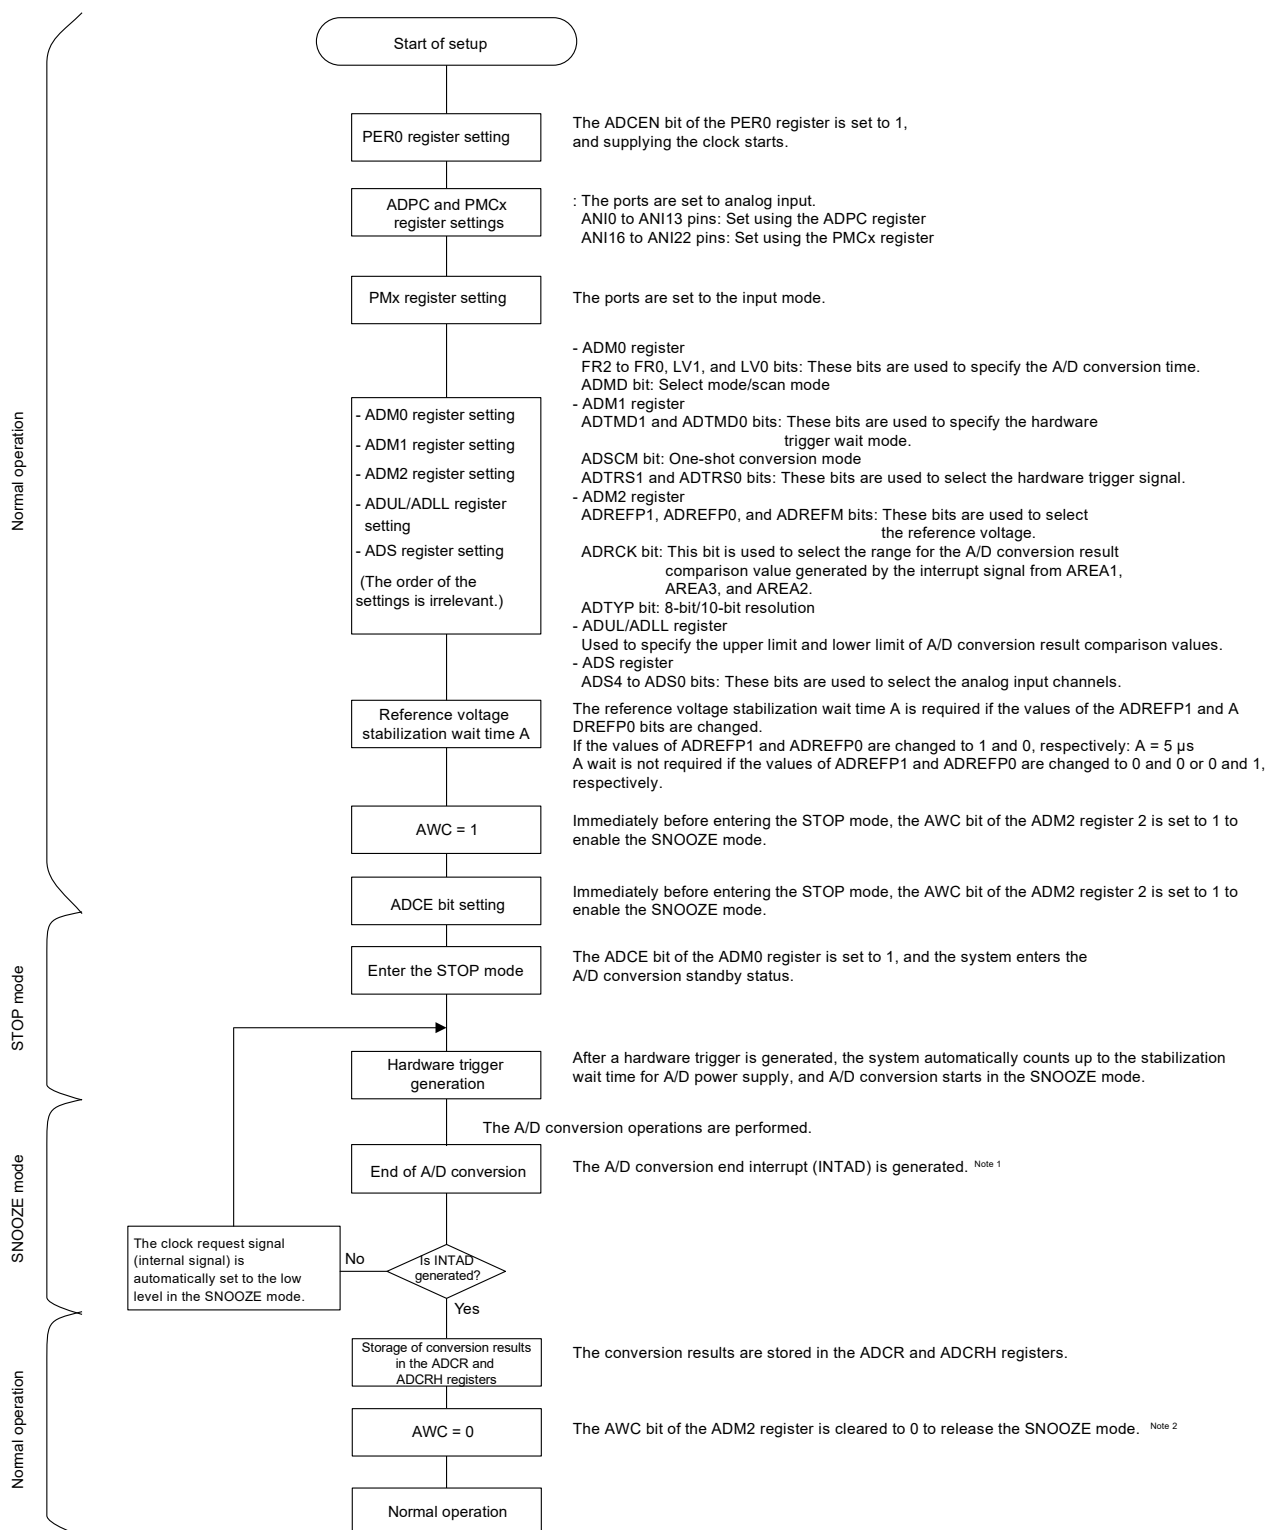 Start of setup
PER0 register setting
The ADCEN bit of the PER0 register is set to 1,
and supplying the clock starts.
ADPC and PMCx
register settings
: The ports are set to analog input.
ANI0 to ANI13 pins: Set using the ADPC register
ANI16 to ANI22 pins: Set using the PMCx register
PMx register setting
The ports are set to the input mode.
Normal operation
- ADM0 register setting
- ADM1 register setting
- ADM2 register setting
- ADUL/ADLL register
setting
- ADS register setting
(The order of the
settings is irrelevant.)
- ADM0 register
FR2 to FR0, LV1, and LV0 bits: These bits are used to specify the A/D conversion time.
ADMD bit: Select mode/scan mode
- ADM1 register
ADTMD1 and ADTMD0 bits: These bits are used to specify the hardware
trigger wait mode.
ADSCM bit: One-shot conversion mode
ADTRS1 and ADTRS0 bits: These bits are used to select the hardware trigger signal.
- ADM2 register
ADREFP1, ADREFP0, and ADREFM bits: These bits are used to select
the reference voltage.
ADRCK bit: This bit is used to select the range for the A/D conversion result
comparison value generated by the interrupt signal from AREA1,
AREA3, and AREA2.
ADTYP bit: 8-bit/10-bit resolution
- ADUL/ADLL register
Used to specify the upper limit and lower limit of A/D conversion result comparison values.
- ADS register
ADS4 to ADS0 bits: These bits are used to select the analog input channels.
Reference voltage
stabilization wait time A
The reference voltage stabilization wait time A is required if the values of the ADREFP1 and A
DREFP0 bits are changed.
If the values of ADREFP1 and ADREFP0 are changed to 1 and 0, respectively: A = 5 µs
A wait is not required if the values of ADREFP1 and ADREFP0 are changed to 0 and 0 or 0 and 1,
respectively.
AWC = 1
Immediately before entering the STOP mode, the AWC bit of the ADM2 register 2 is set to 1 to
enable the SNOOZE mode.
ADCE bit setting
Immediately before entering the STOP mode, the AWC bit of the ADM2 register 2 is set to 1 to
enable the SNOOZE mode.
STOP mode
Enter the STOP mode
The ADCE bit of the ADM0 register is set to 1, and the system enters the
A/D conversion standby status.
Hardware trigger
generation
After a hardware trigger is generated, the system automatically counts up to the stabilization
wait time for A/D power supply, and A/D conversion starts in the SNOOZE mode.
The A/D conversion operations are performed.
SNOOZE mode
End of A/D conversion
The A/D conversion end interrupt (INTAD) is generated. Note 1
The clock request signal
(internal signal) is
automatically set to the low
level in the SNOOZE mode.
No
Is INTAD
generated?
Yes
Normal operation
Storage of conversion results
in the ADCR and
ADCRH registers
The conversion results are stored in the ADCR and ADCRH registers.
AWC = 0
The AWC bit of the ADM2 register is cleared to 0 to release the SNOOZE mode. Note 2
Normal operation